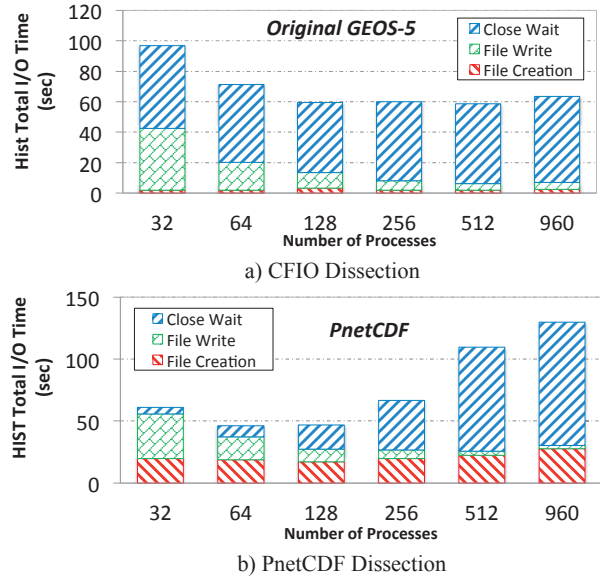 Hist Total I/O Time
(sec)
120
100
80
60
40
20
0
Original GEOS-5
Close Wait
File Write
File Creation
32 64 128 256 512 960
Number of Processes
a) CFIO Dissection
HIST Total I/O Time
(sec)
150
100
50
0
Close Wait
File Write
File Creation
PnetCDF
32 64 128 256 512 960
Number of Processes
b) PnetCDF Dissection